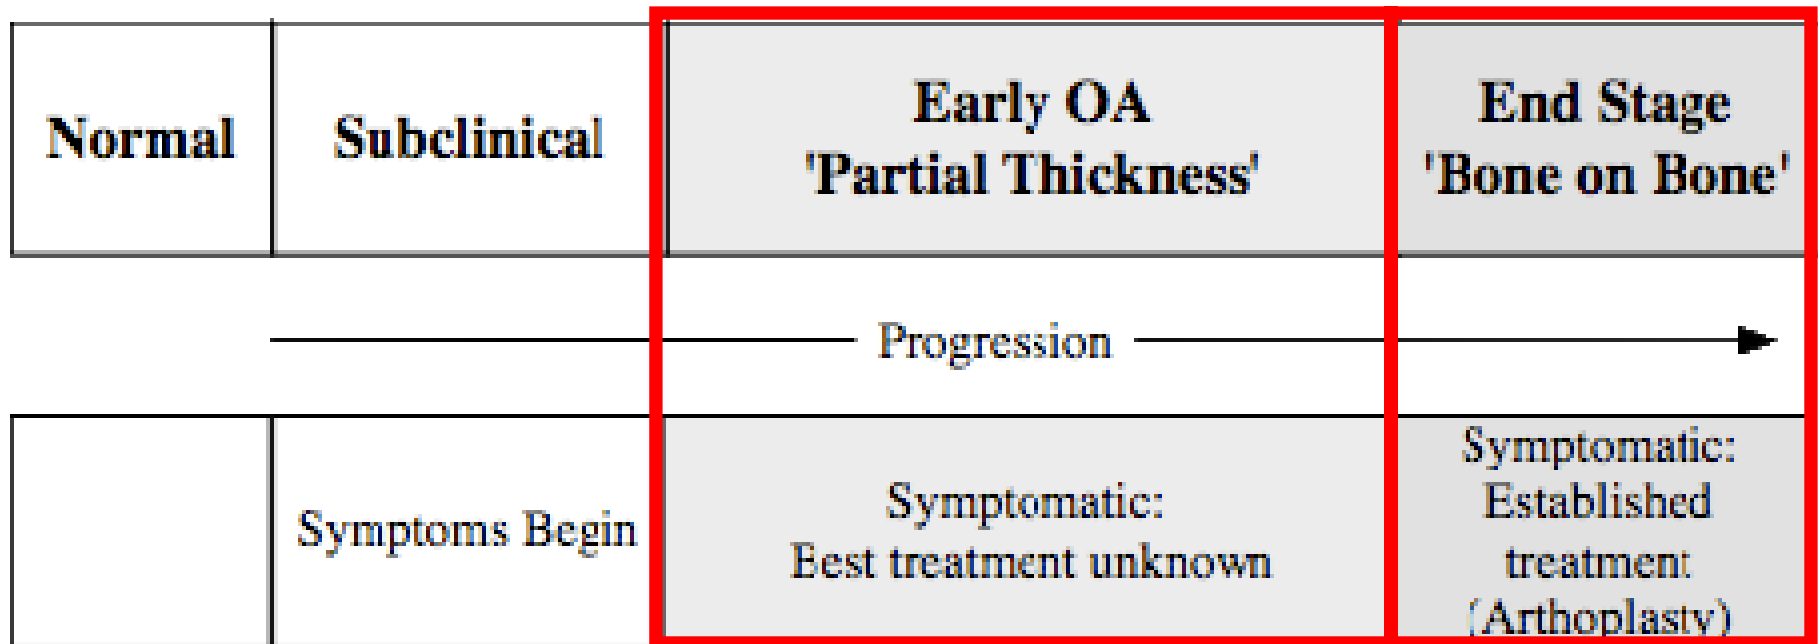 Normal
Subclinical
Early OA
'Partial Thickness'
End Stage
'Bone on Bone'
Progression
Symptoms Begin
Symptomatic:
Best treatment unknown
Symptomatic:
Established
treatment
(Arthoplasty)